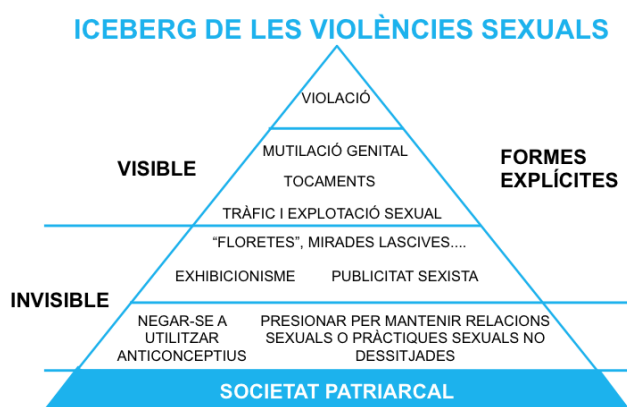 ICEBERG DE LES VIOLÈNCIES SEXUALS
VIOLACIÓ
VISIBLE
MUTILACIÓ GENITAL
TOCAMENTS
TRÀFIC I EXPLOTACIÓ SEXUAL
FORMES
EXPLÍCITES
INVISIBLE
“FLORETES”, MIRADES LASCIVES....
EXHIBICIONISME
PUBLICITAT SEXISTA
NEGAR-SE A
UTILITZAR
ANTICONCEPTIUS
PRESIONAR PER MANTENIR RELACIONS
SEXUALS O PRÀCTIQUES SEXUALS NO
DESSITJADES
SOCIETAT PATRIARCAL